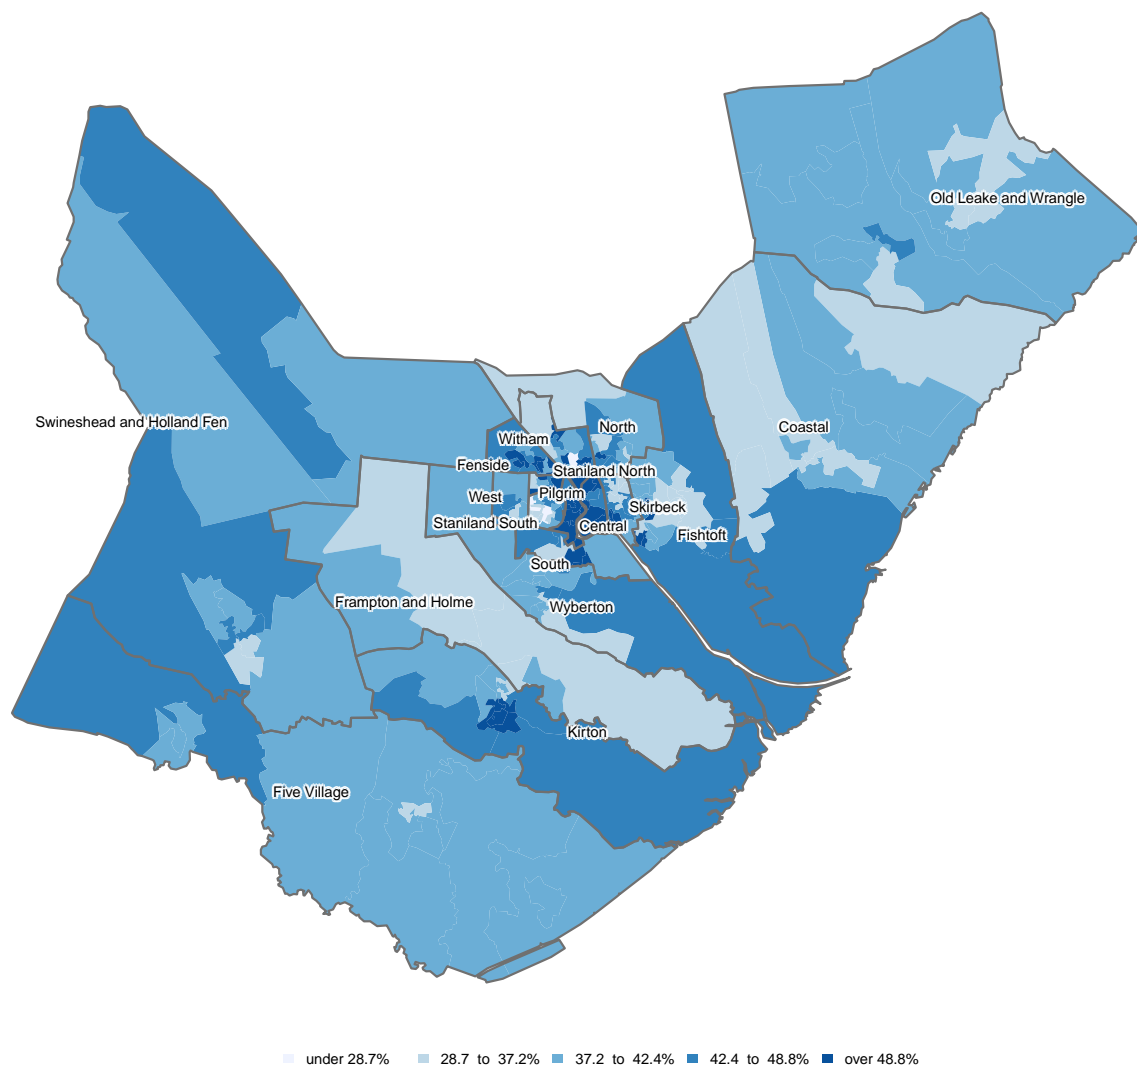 Old Leake and Wrangle
Swineshead and Holland Fen
Coastal
North
Witham
Fenside
Staniland North
West
Pilgrim
Skirbeck
Staniland South
Central
Fishtoft
South
Frampton and Holme
Wyberton
Kirton
Five Village
under 28.7% 28.7 to 37.2% 37.2 to 42.4% 42.4 to 48.8% over 48.8%